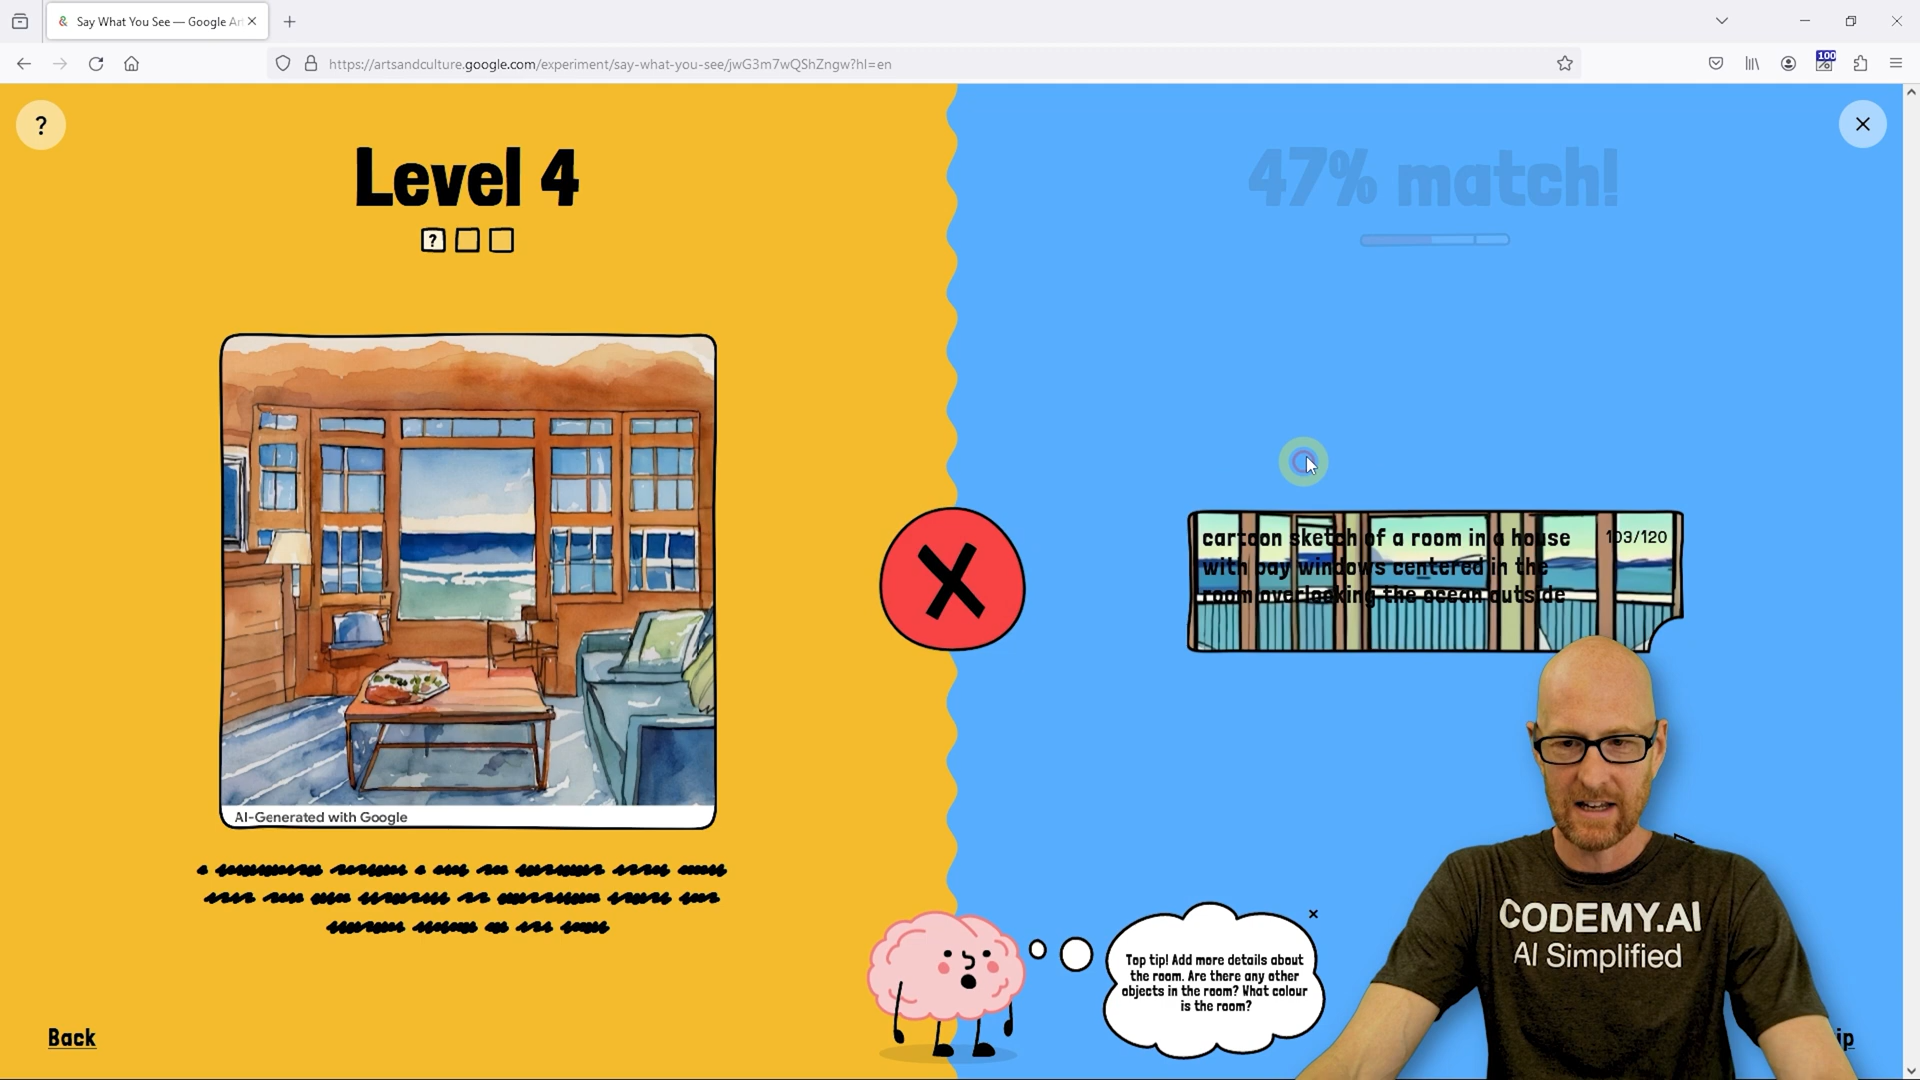 Say What You See — Google Ar
https://artsandculture.google.com/experiment/say-what-you-see/jwG3m7wQShZngw?hl=en
100
?
Level 4
47% match!
?
cartoon sketch of a room in a house
103/120
with bay windows centered in the
room overlooking the ocean outside
AI-Generated with Google
CODEMY.AI
AI Simplified
Top tip! Add more details about
the room. Are there any other
objects in the room? What colour
is the room?
Back